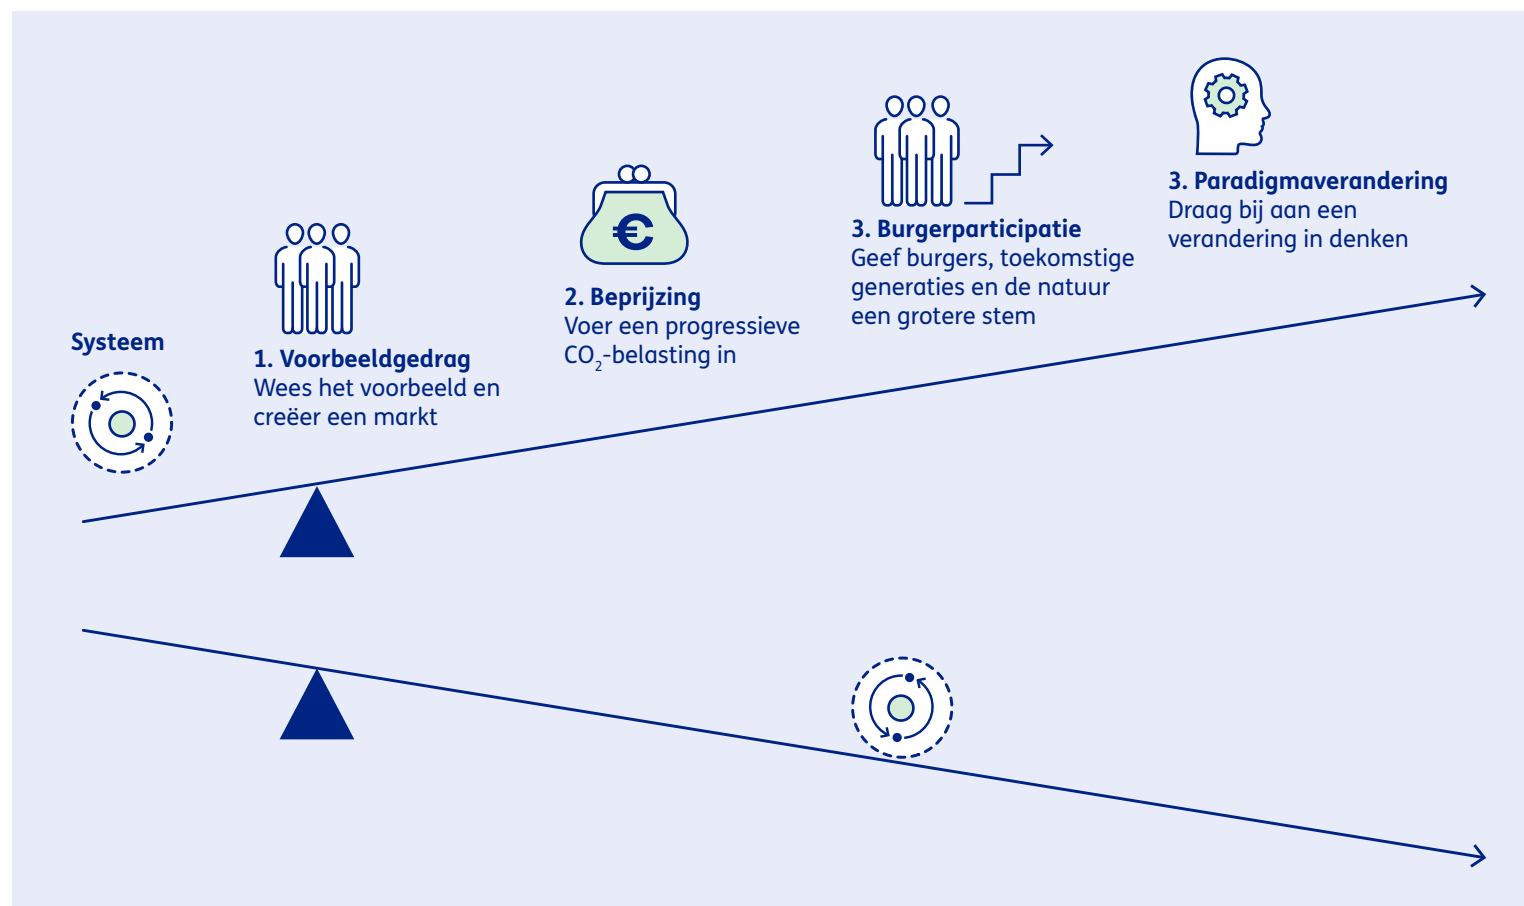 Systeem
1. Voorbeeldgedrag
Wees het voorbeeld en
creëer een markt
€
2. Beprijzing
Voer een progressieve
CO₂-belasting in
3. Burgerparticipatie
Geef burgers, toekomstige
generaties en de natuur
een grotere stem
3. Paradigmaverandering
Draag bij aan een
verandering in denken